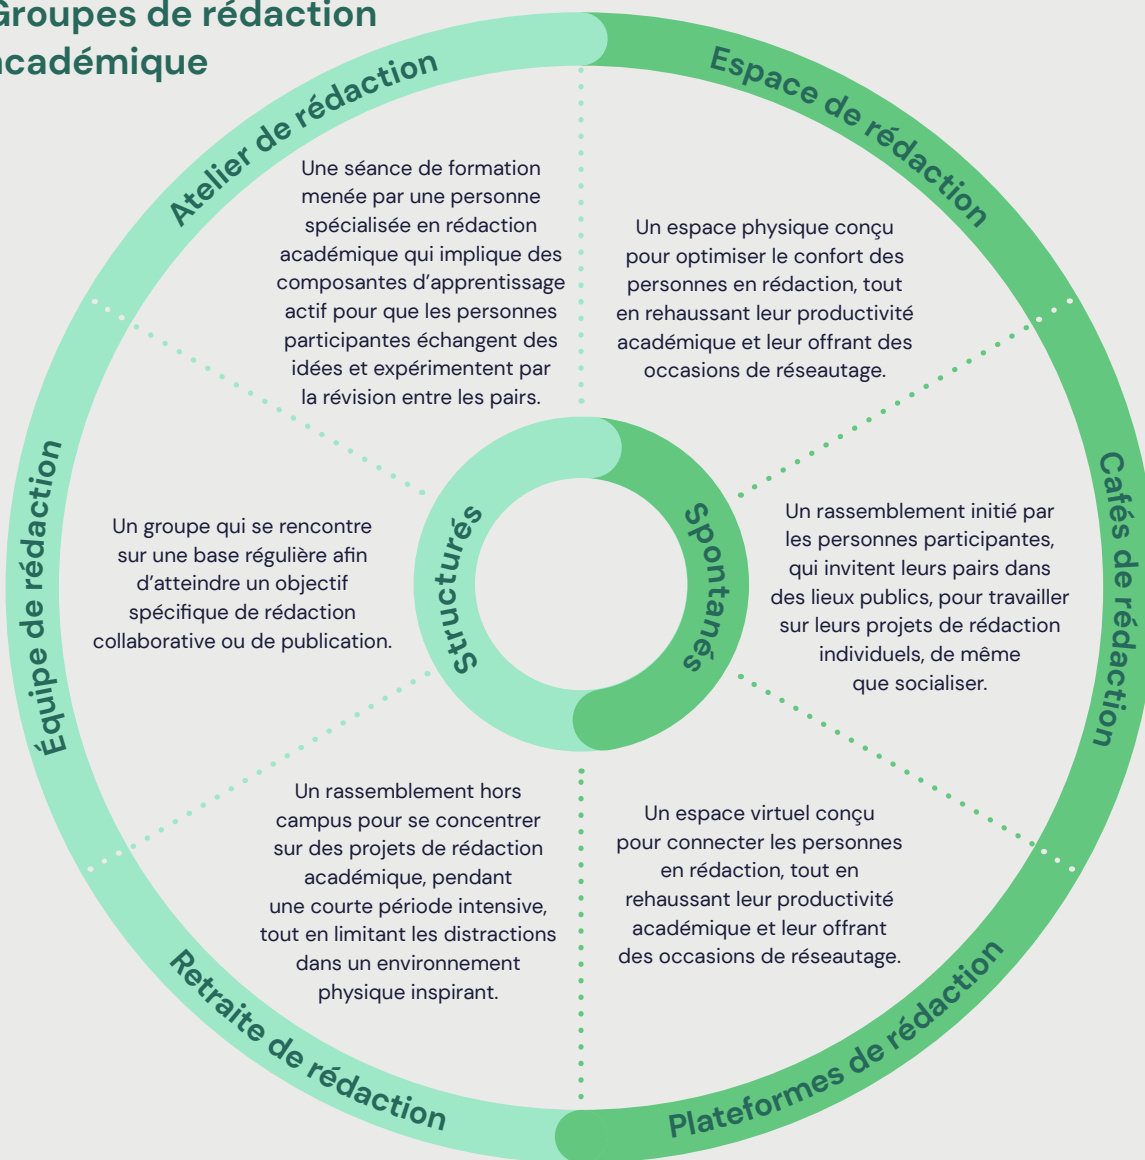 Groupes de rédaction
académique
Atelier de rédaction
Une séance de formation
menée par une personne
spécialisée en rédaction
académique qui implique des
composantes d’apprentissage
actif pour que les personnes
participantes échangent des
idées et expérimentent par
la révision entre les pairs.
Espace de rédaction
Un espace physique conçu
pour optimiser le confort des
personnes en rédaction, tout
en rehaussant leur productivité
académique et leur offrant des
occasions de réseautage.
Équipe de rédaction
Un groupe qui se rencontre
sur une base régulière afin
d’atteindre un objectif
spécifique de rédaction
collaborative ou de publication.
Structurés
Spontanés
Cafés de rédaction
Un rassemblement initié par
les personnes participantes,
qui invitent leurs pairs dans
des lieux publics, pour travailler
sur leurs projets de rédaction
individuels, de même
que socialiser.
Retraite de rédaction
Un rassemblement hors
campus pour se concentrer
sur des projets de rédaction
académique, pendant
une courte période intensive,
tout en limitant les distractions
dans un environnement
physique inspirant.
Plateformes de rédaction
Un espace virtuel conçu
pour connecter les personnes
en rédaction, tout en
rehaussant leur productivité
académique et leur offrant
des occasions de réseautage.